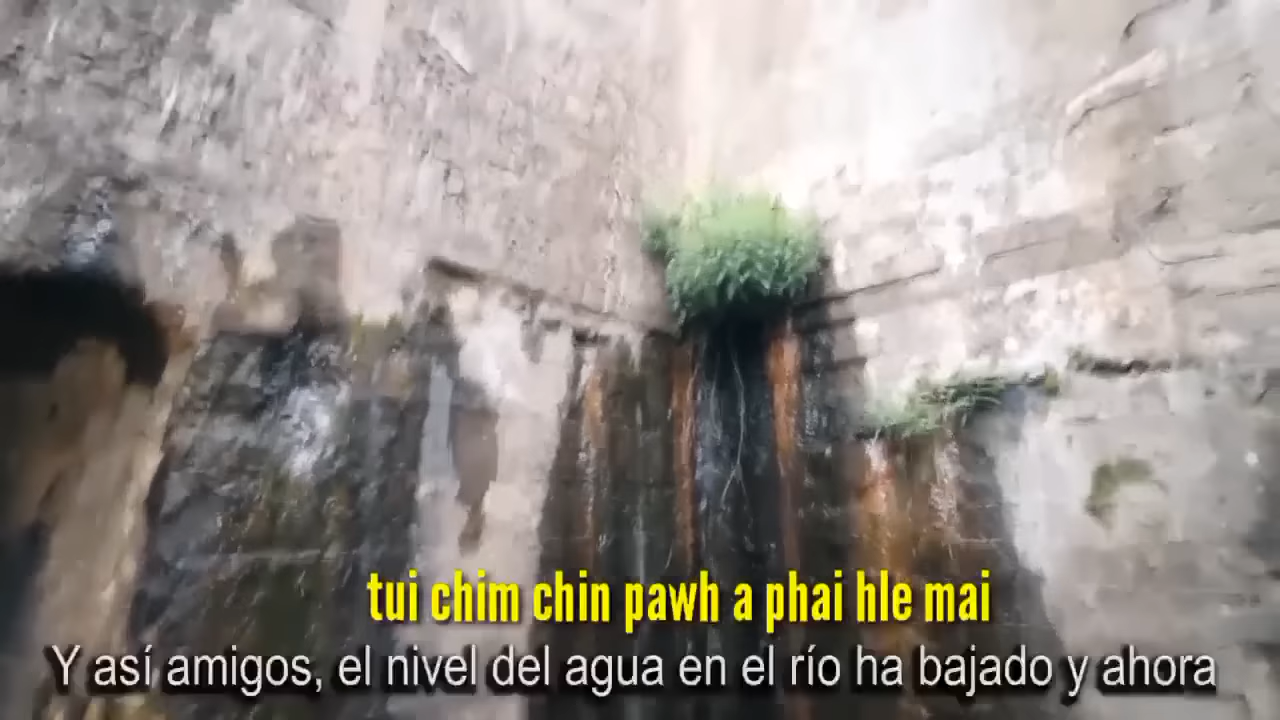 tui chim chin pawh a phai hle mai
Y así amigos, el nivel del agua en el río ha bajado y ahora